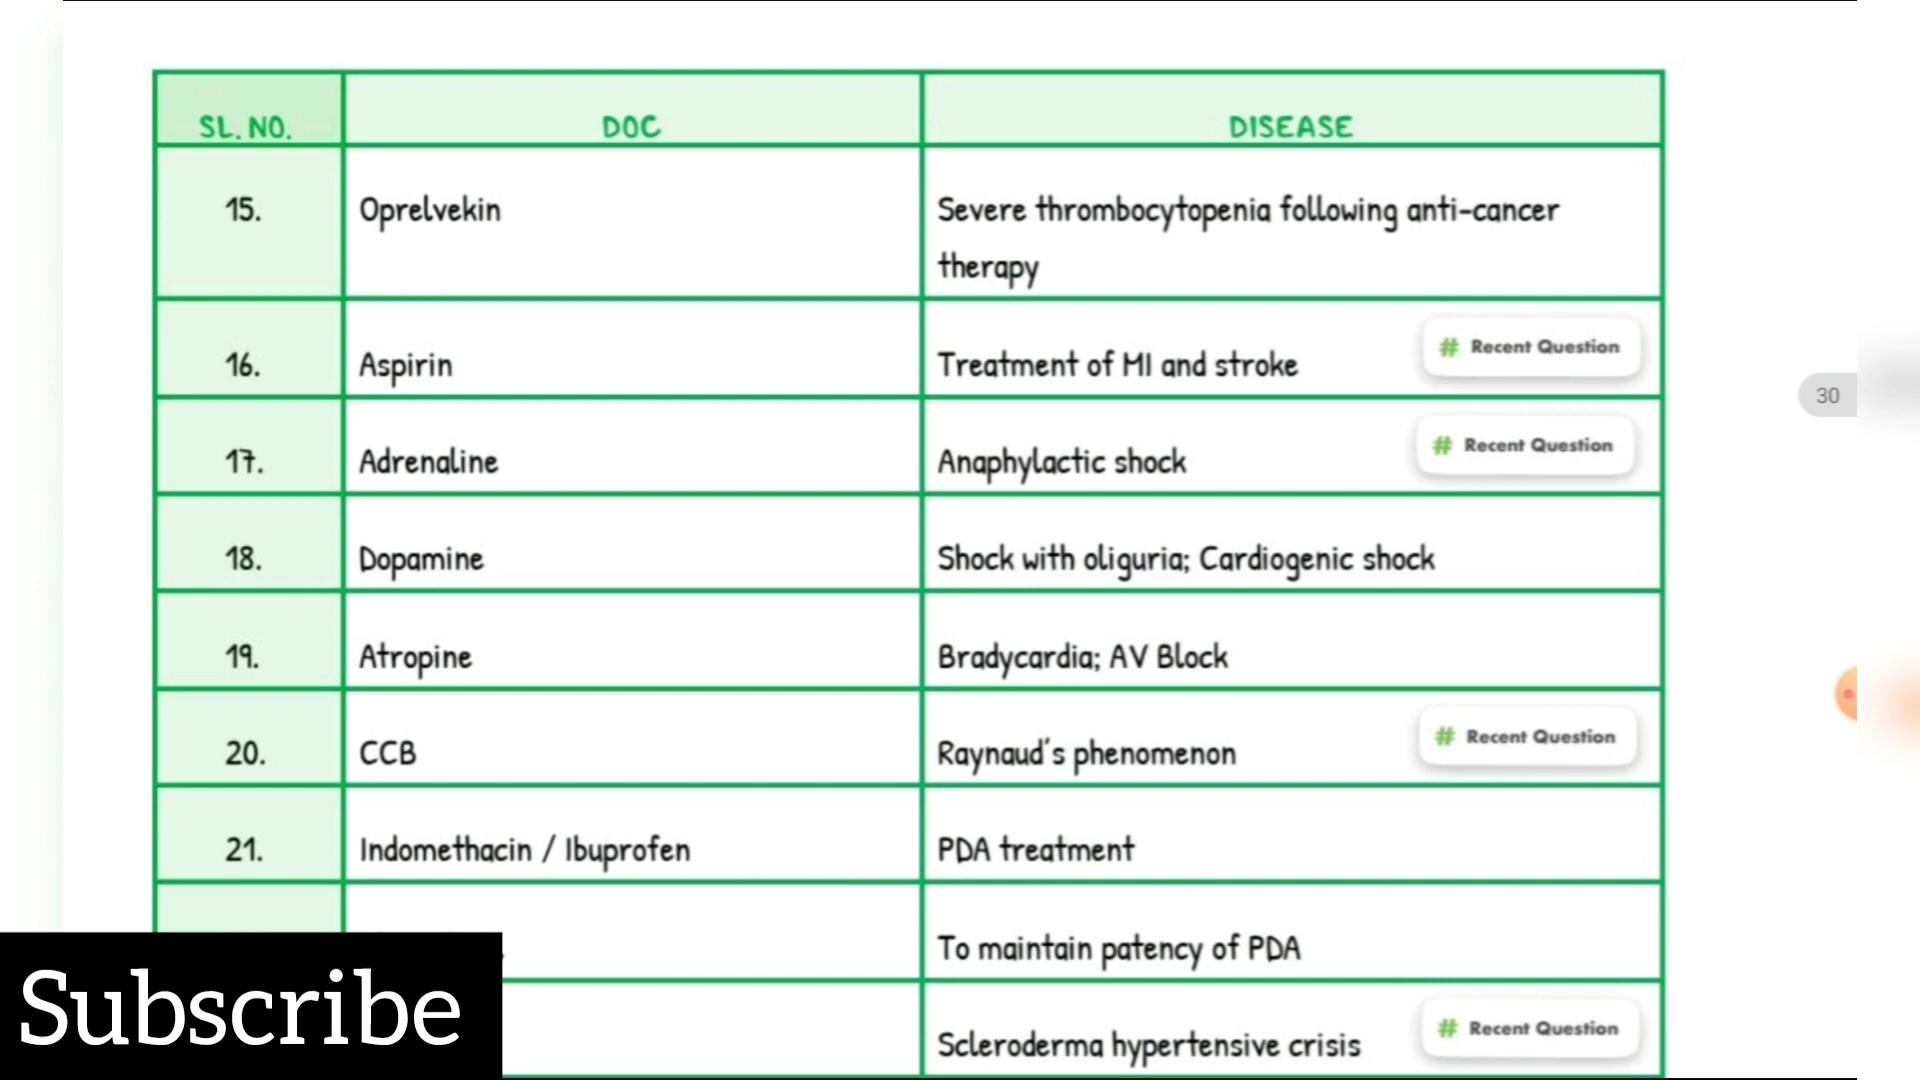 SL. NO. DOC DISEASE
15. Oprelvekin Severe thrombocytopenia following anti-cancer
therapy
16. Aspirin Treatment of MI and stroke # Recent Question
17. Adrenaline Anaphylactic shock # Recent Question
30
18. Dopamine Shock with oliguria; Cardiogenic shock
19. Atropine Bradycardia; AV Block
20. CCB Raynaud's phenomenon # Recent Question
21. Indomethacin / Ibuprofen PDA treatment
To maintain patency of PDA
Scleroderma hypertensive crisis # Recent Question
Subscribe